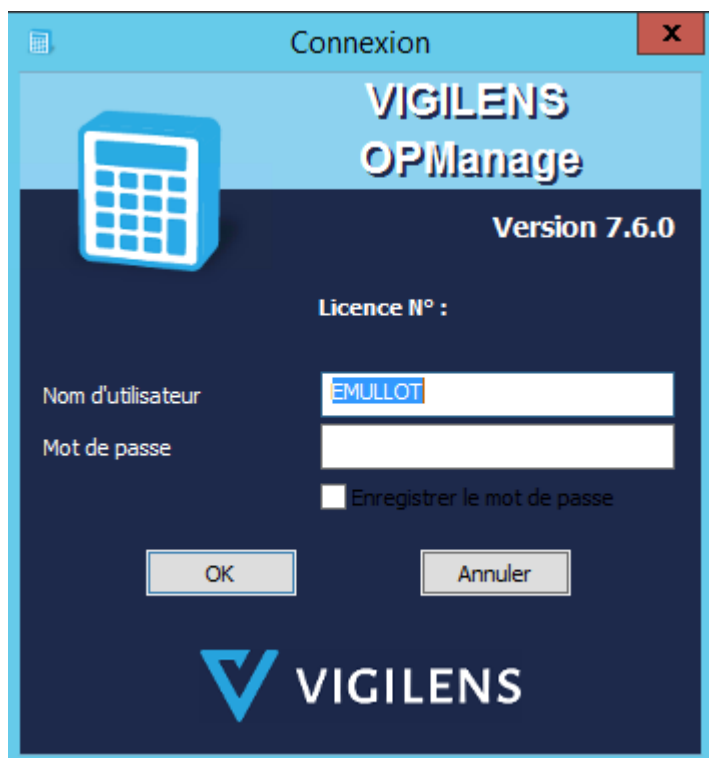 Connexion
x
VIGILENS
OPManage
Version 7.6.0
Licence N° :
Nom d'utilisateur EMULLOT
Mot de passe
Enregistrer le mot de passe
OK Annuler
VIGILENS